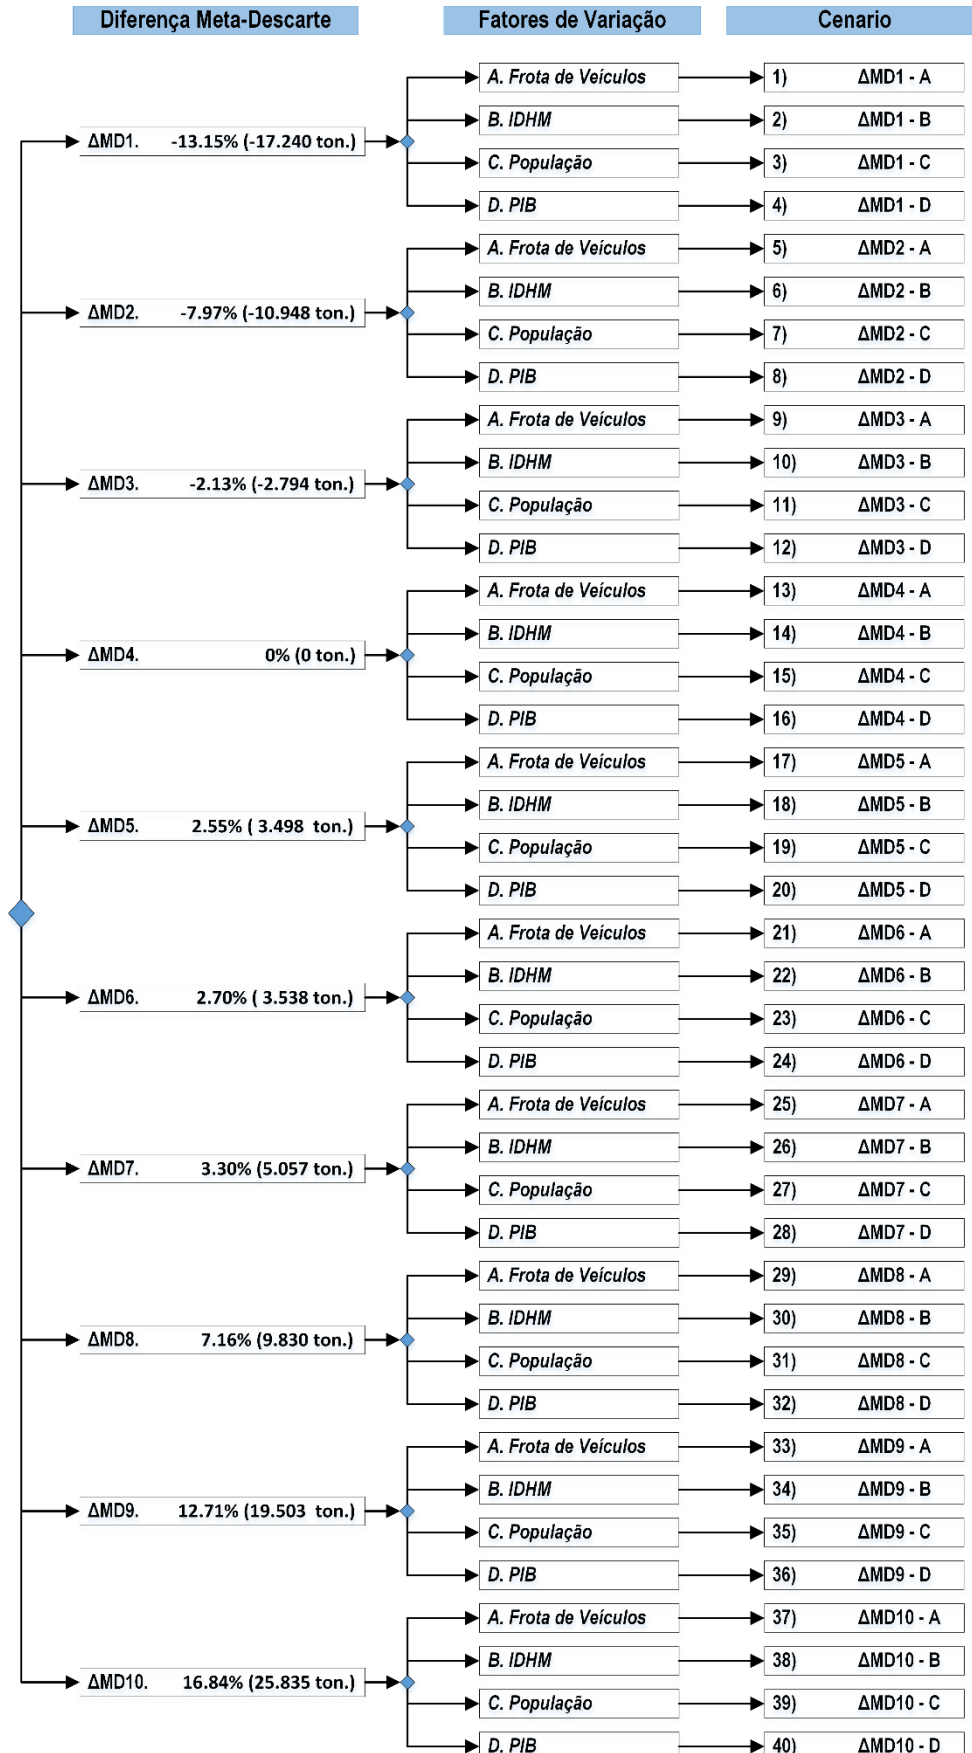 Diferença Meta-Descarte Fatores de Variação Cenario
A. Frota de Veículos 1) ΔMD1 - A
B. IDHM 2) ΔMD1 - B
ΔMD1. -13.15% (-17.240 ton.)
C. População 3) ΔMD1 - C
D. PIB 4) ΔMD1 - D
A. Frota de Veículos 5) ΔMD2 - A
B. IDHM 6) ΔMD2 - B
ΔMD2. -7.97% (-10.948 ton.)
C. População 7) ΔMD2 - C
D. PIB 8) ΔMD2 - D
A. Frota de Veículos 9) ΔMD3 - A
B. IDHM 10) ΔMD3 - B
ΔMD3. -2.13% (-2.794 ton.)
C. População 11) ΔMD3 - C
D. PIB 12) ΔMD3 - D
A. Frota de Veículos 13) ΔMD4 - A
B. IDHM 14) ΔMD4 - B
ΔMD4. 0% (0 ton.)
C. População 15) ΔMD4 - C
D. PIB 16) ΔMD4 - D
A. Frota de Veículos 17) ΔMD5 - A
B. IDHM 18) ΔMD5 - B
ΔMD5. 2.55% ( 3.498 ton.)
C. População 19) ΔMD5 - C
D. PIB 20) ΔMD5 - D
A. Frota de Veículos 21) ΔMD6 - A
B. IDHM 22) ΔMD6 - B
ΔMD6. 2.70% ( 3.538 ton.)
C. População 23) ΔMD6 - C
D. PIB 24) ΔMD6 - D
A. Frota de Veículos 25) ΔMD7 - A
B. IDHM 26) ΔMD7 - B
ΔMD7. 3.30% (5.057 ton.)
C. População 27) ΔMD7 - C
D. PIB 28) ΔMD7 - D
A. Frota de Veículos 29) ΔMD8 - A
B. IDHM 30) ΔMD8 - B
ΔMD8. 7.16% (9.830 ton.)
C. População 31) ΔMD8 - C
D. PIB 32) ΔMD8 - D
A. Frota de Veículos 33) ΔMD9 - A
B. IDHM 34) ΔMD9 - B
ΔMD9. 12.71% (19.503 ton.)
C. População 35) ΔMD9 - C
D. PIB 36) ΔMD9 - D
A. Frota de Veículos 37) ΔMD10 - A
B. IDHM 38) ΔMD10 - B
ΔMD10. 16.84% (25.835 ton.)
C. População 39) ΔMD10 - C
D. PIB 40) ΔMD10 - D